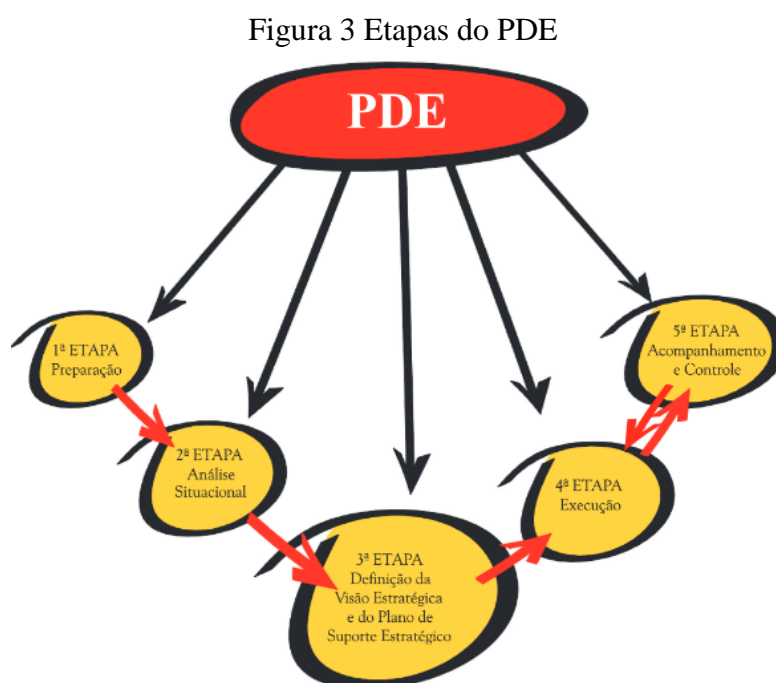 Figura 3 Etapas do PDE
PDE
1ª ETAPA
Preparação
2ª ETAPA
Análise
Situacional
3ª ETAPA
Definição da
Visão Estratégica
e do Plano de
Suporte Estratégico
4ª ETAPA
Execução
5ª ETAPA
Acompanhamento
e Controle